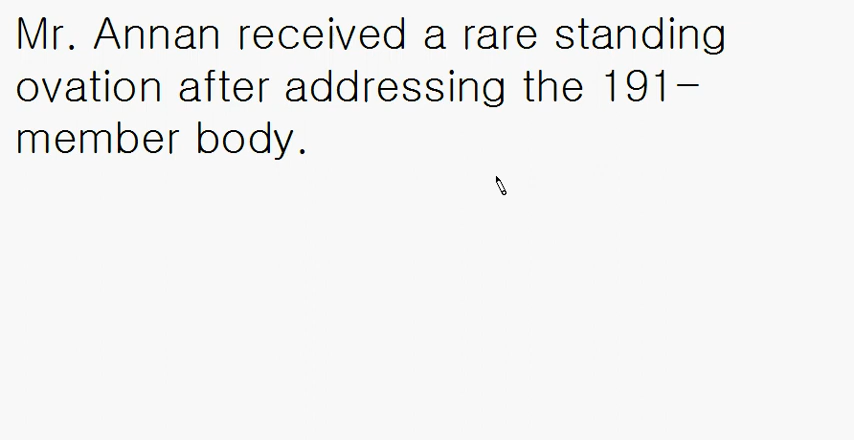 Mr. Annan received a rare standing
ovation after addressing the 191-
member body.